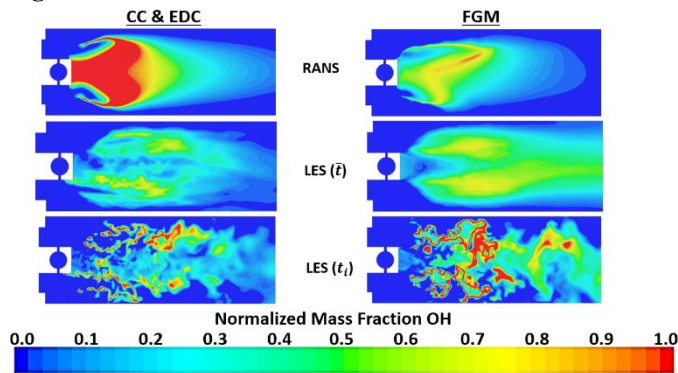 CC & EDC FGM
RANS
LES (t̄)
LES (tᵢ)
Normalized Mass Fraction OH
0.0 0.1 0.2 0.3 0.4 0.5 0.6 0.7 0.8 0.9 1.0